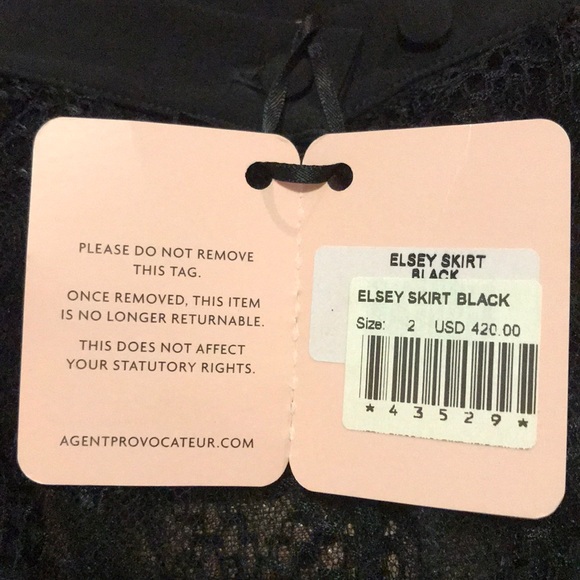 PLEASE DO NOT REMOVE
THIS TAG.
ONCE REMOVED, THIS ITEM
IS NO LONGER RETURNABLE.
THIS DOES NOT AFFECT
YOUR STATUTORY RIGHTS.
AGENTPROVOCATEUR.COM
ELSEY SKIRT
BLACK
ELSEY SKIRT BLACK
Size: 2 USD 420.00
* 4 3 5 2 9 *